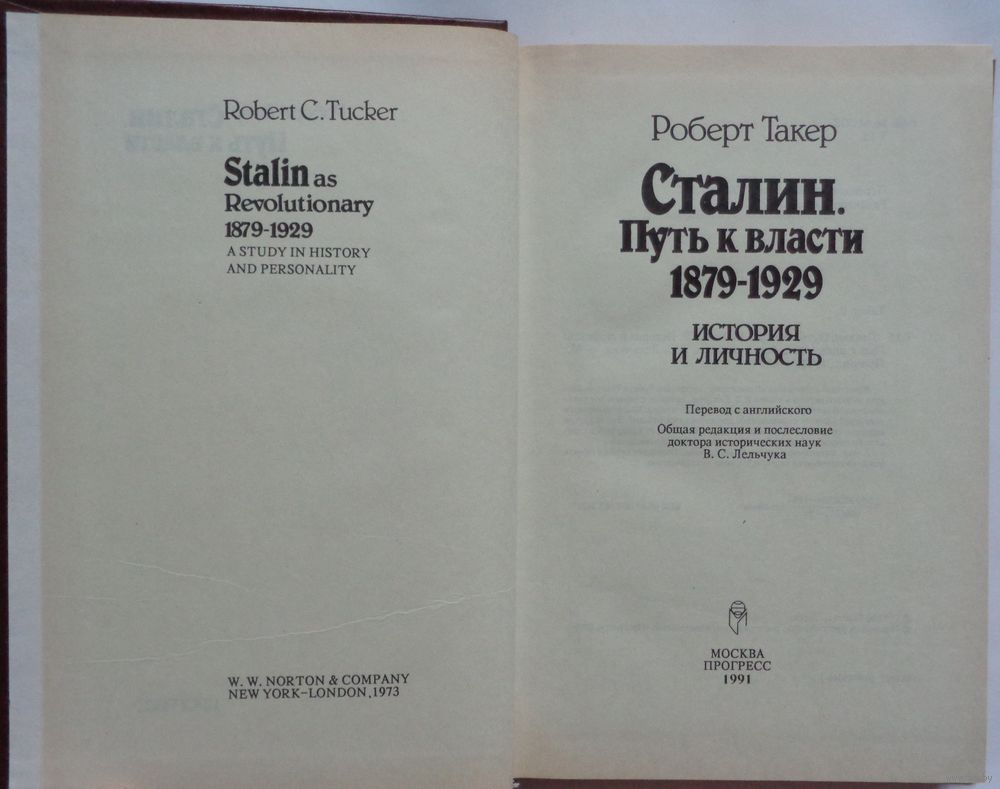 Robert C. Tucker
Stalin as
Revolutionary
1879-1929
A STUDY IN HISTORY
AND PERSONALITY
W. W. NORTON & COMPANY
NEW YORK–LONDON, 1973
Роберт Такер
Сталин.
Путь к власти
1879-1929
ИСТОРИЯ
И ЛИЧНОСТЬ
Перевод с английского
Общая редакция и послесловие
доктора исторических наук
В. С. Лельчука
МОСКВА
ПРОГРЕСС
1991